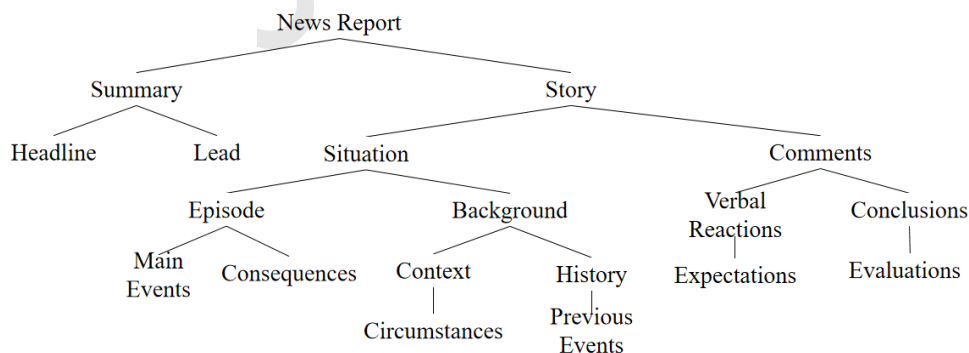 News Report
Summary
Story
Headline
Lead
Situation
Comments
Episode
Background
Verbal
Reactions
Conclusions
Main
Events
Consequences
Context
History
Expectations
Evaluations
Circumstances
Previous
Events